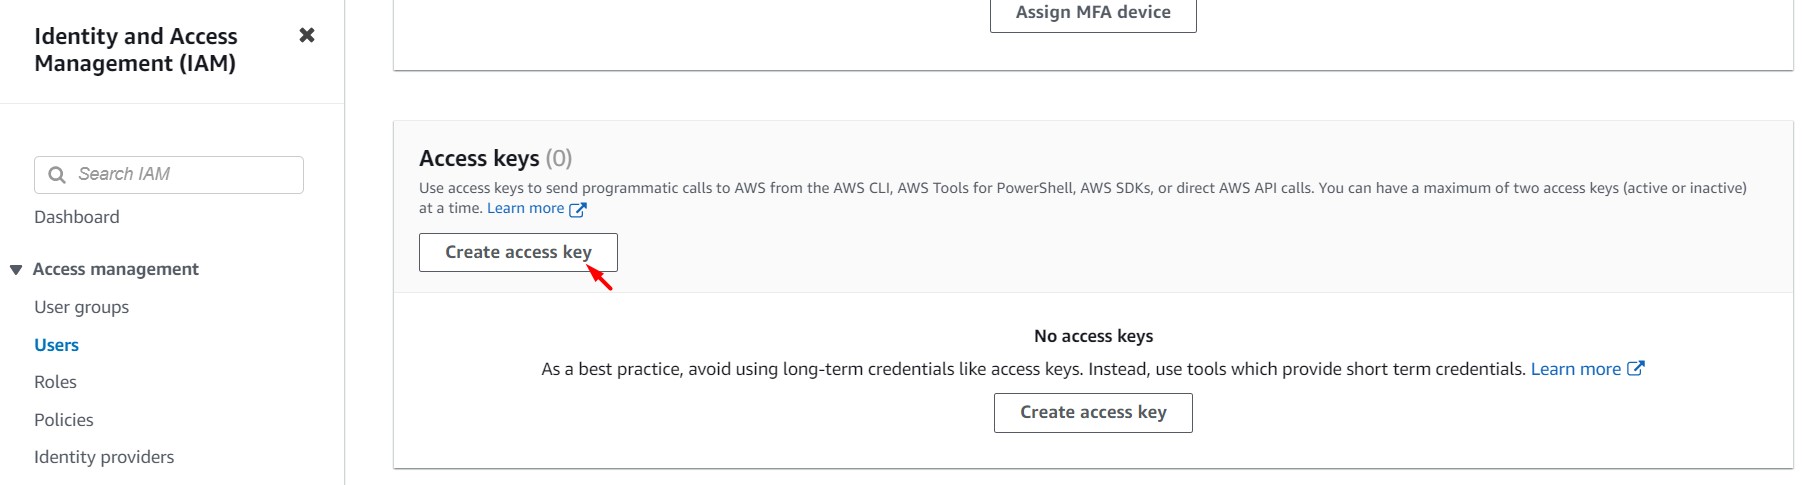 Identity and Access
Management (IAM)
Search IAM
Dashboard
Access management
User groups
Users
Roles
Policies
Identity providers
Assign MFA device
Access keys (0)
Use access keys to send programmatic calls to AWS from the AWS CLI, AWS Tools for PowerShell, AWS SDKs, or direct AWS API calls. You can have a maximum of two access keys (active or inactive)
at a time. Learn more
Create access key
No access keys
As a best practice, avoid using long-term credentials like access keys. Instead, use tools which provide short term credentials. Learn more
Create access key